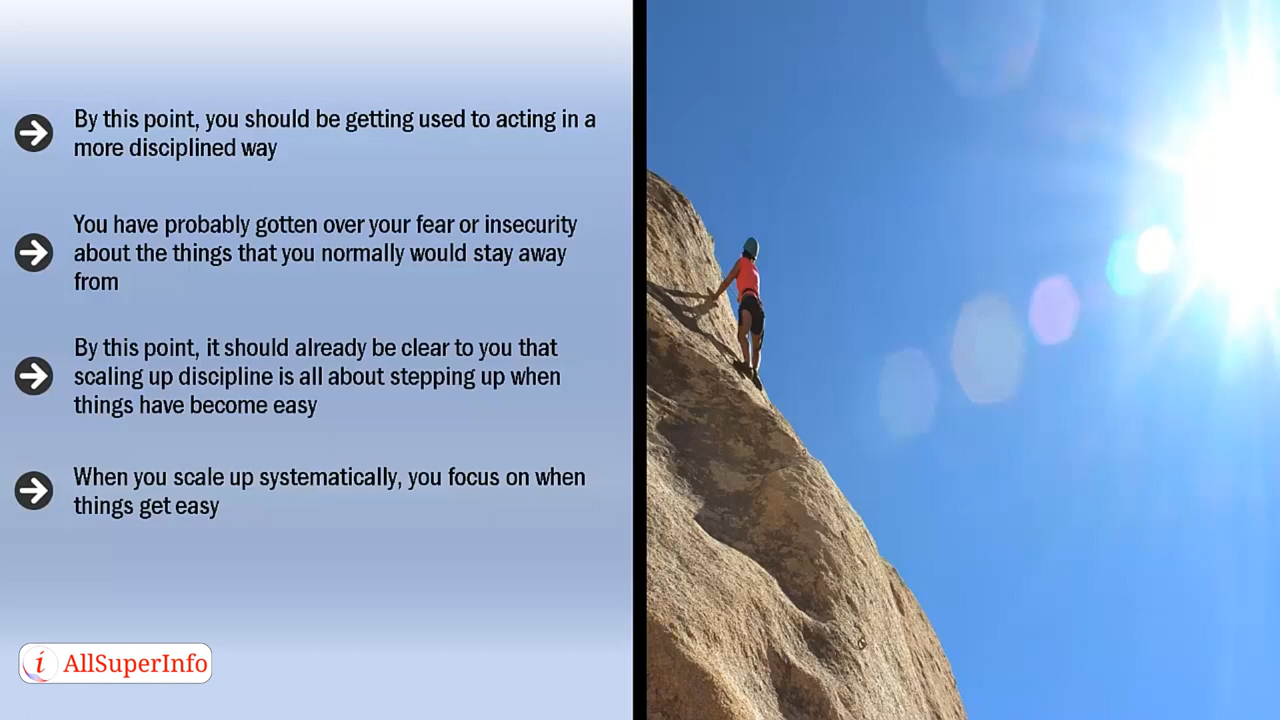 By this point, you should be getting used to acting in a
more disciplined way
You have probably gotten over your fear or insecurity
about the things that you normally would stay away
from
By this point, it should already be clear to you that
scaling up discipline is all about stepping up when
things have become easy
When you scale up systematically, you focus on when
things get easy
i AllSuperInfo